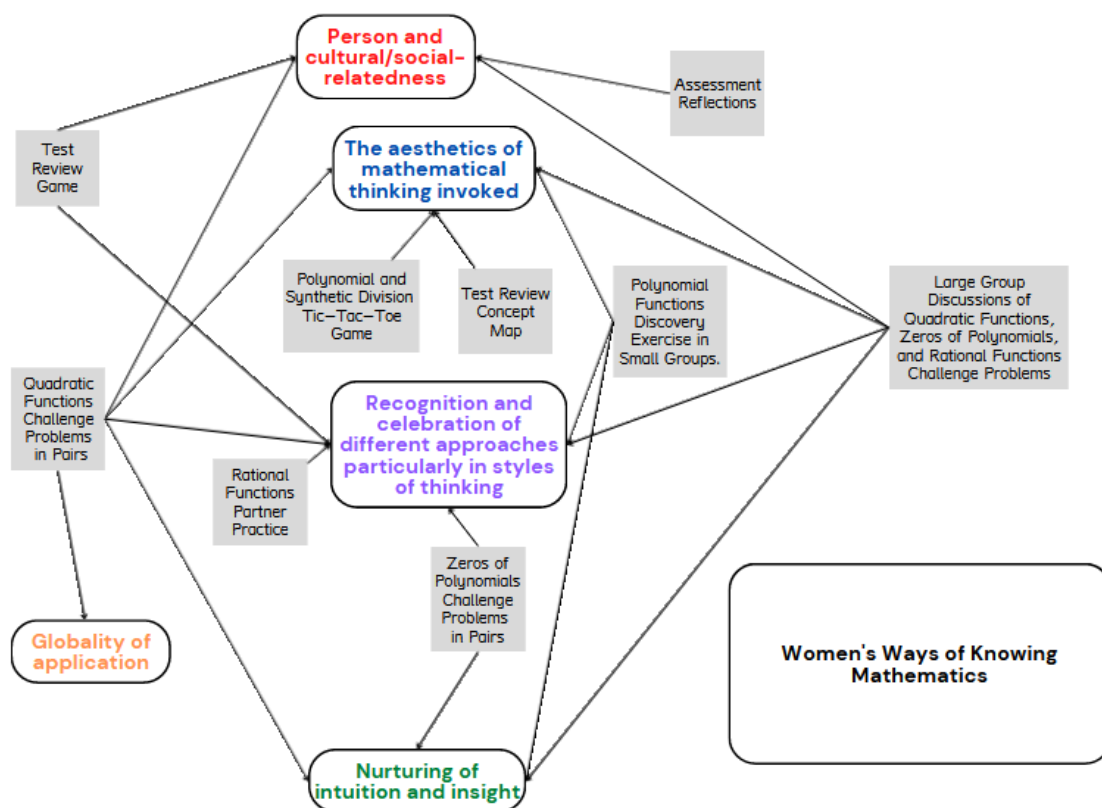 Person and
cultural/social-
relatedness
Assessment
Reflections
Test
Review
Game
The aesthetics of
mathematical
thinking invoked
Polynomial and
Synthetic Division
Tic-Tac-Toe
Game
Test Review
Concept
Map
Polynomial
Functions
Discovery
Exercise in
Small Groups.
Large Group
Discussions of
Quadratic Functions,
Zeros of Polynomials,
and Rational Functions
Challenge Problems
Quadratic
Functions
Challenge
Problems
in Pairs
Recognition and
celebration of
different approaches
particularly in styles
of thinking
Rational
Functions
Partner
Practice
Zeros of
Polynomials
Challenge
Problems
in Pairs
Globality of
application
Women's Ways of Knowing
Mathematics
Nurturing of
intuition and insight